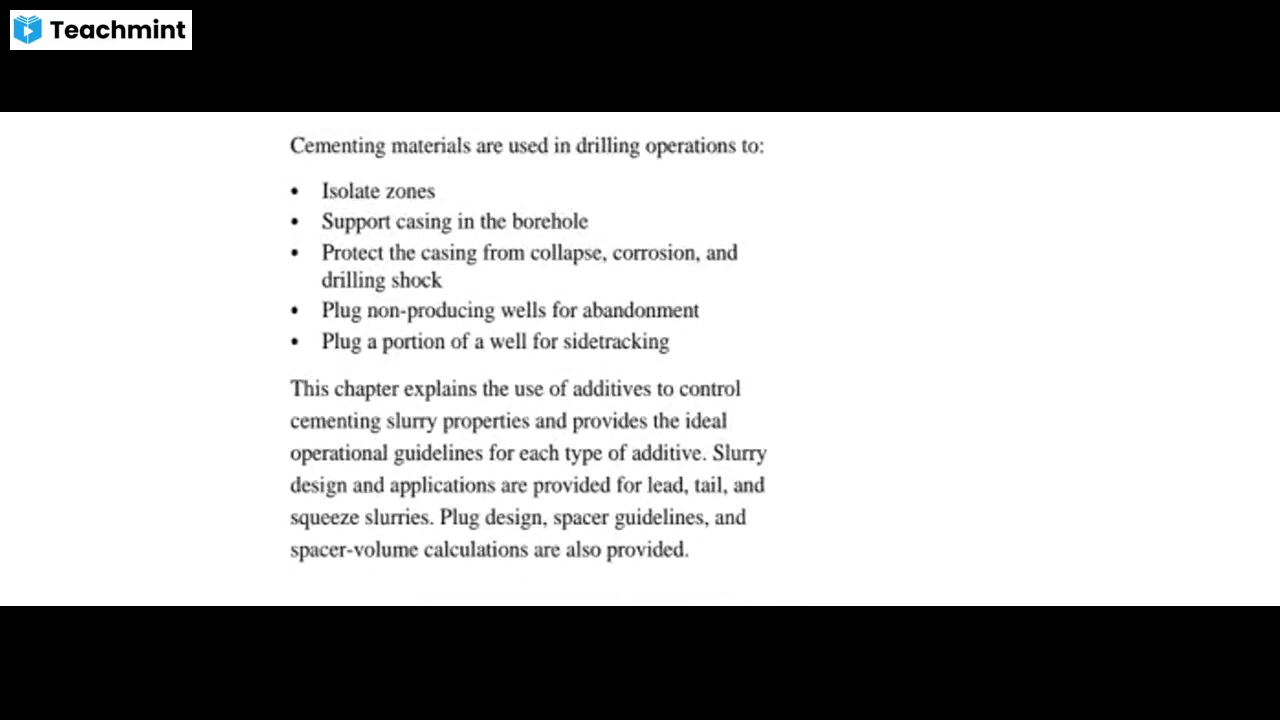 Teachmint
Cementing materials are used in drilling operations to:
• Isolate zones
• Support casing in the borehole
• Protect the casing from collapse, corrosion, and
drilling shock
• Plug non-producing wells for abandonment
• Plug a portion of a well for sidetracking
This chapter explains the use of additives to control
cementing slurry properties and provides the ideal
operational guidelines for each type of additive. Slurry
design and applications are provided for lead, tail, and
squeeze slurries. Plug design, spacer guidelines, and
spacer-volume calculations are also provided.